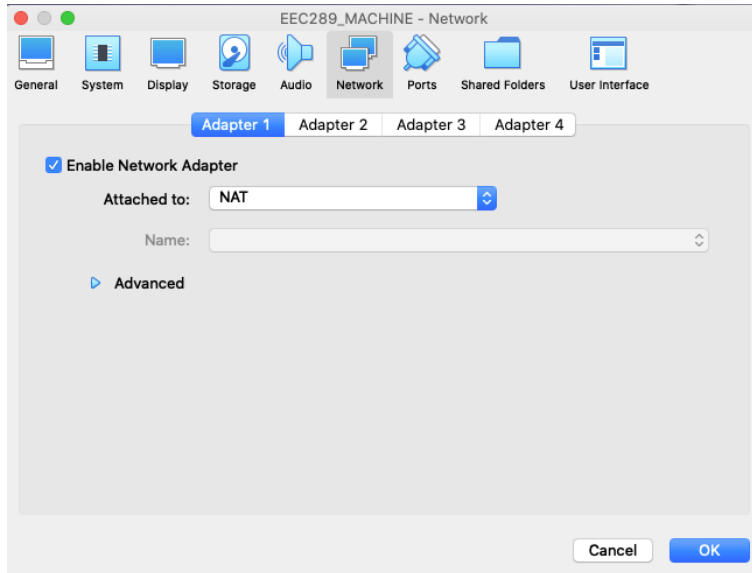 EEC289_MACHINE - Network
General System Display Storage Audio Network Ports Shared Folders User Interface
Adapter 1 Adapter 2 Adapter 3 Adapter 4
Enable Network Adapter
Attached to: NAT
Name:
Advanced
Cancel OK